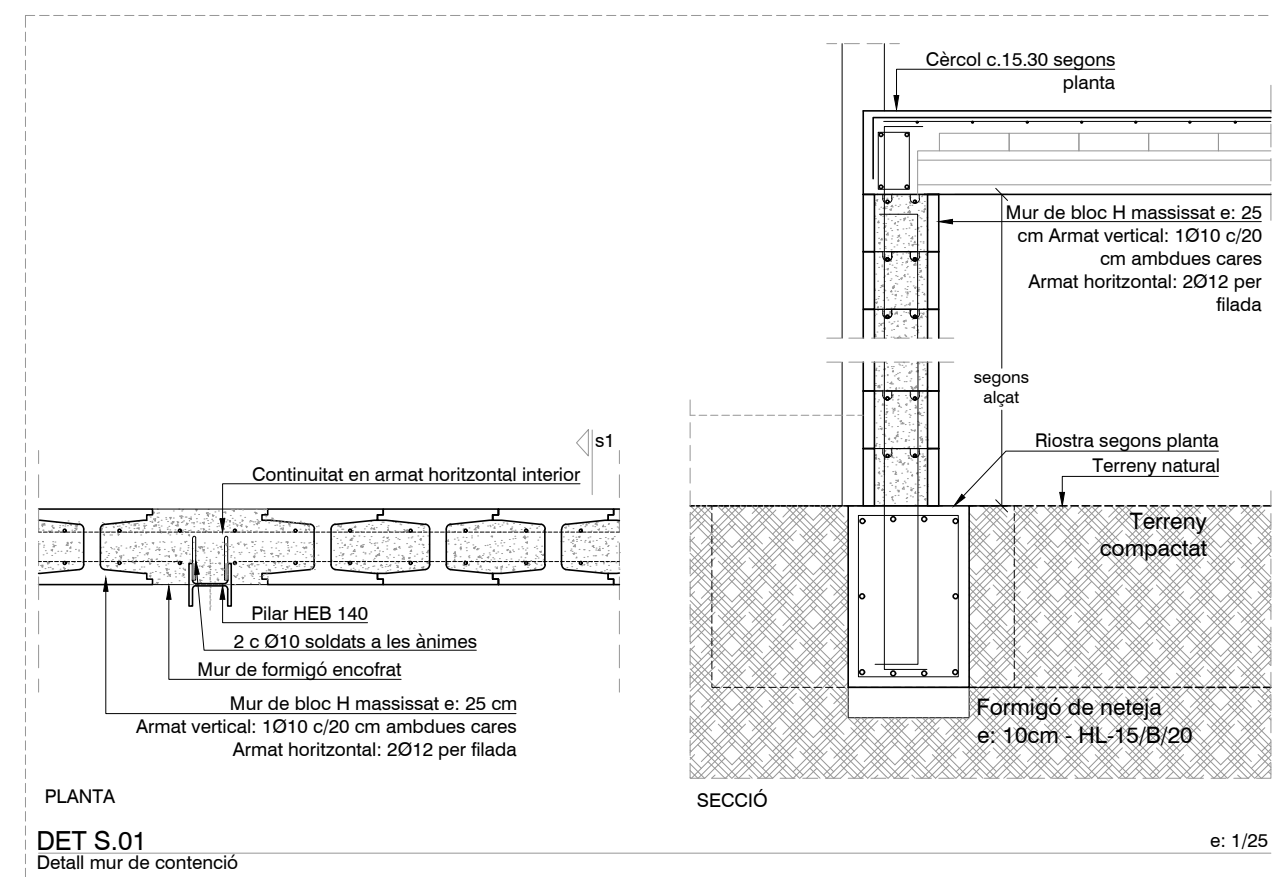 Cèrcol c.15.30 segons
planta
Mur de bloc H massissat e: 25
cm Armat vertical: 1Ø10 c/20
cm ambdues cares
Armat horitzontal: 2Ø12 per
filada
segons
alçat
Riostra segons planta
Terreny natural
Terreny
compactat
Formigó de neteja
e: 10cm - HL-15/B/20
s1
Continuitat en armat horitzontal interior
Pilar HEB 140
2 c Ø10 soldats a les ànimes
Mur de formigó encofrat
Mur de bloc H massissat e: 25 cm
Armat vertical: 1Ø10 c/20 cm ambdues cares
Armat horitzontal: 2Ø12 per filada
PLANTA
SECCIÓ
DET S.01
e: 1/25
Detall mur de contenció